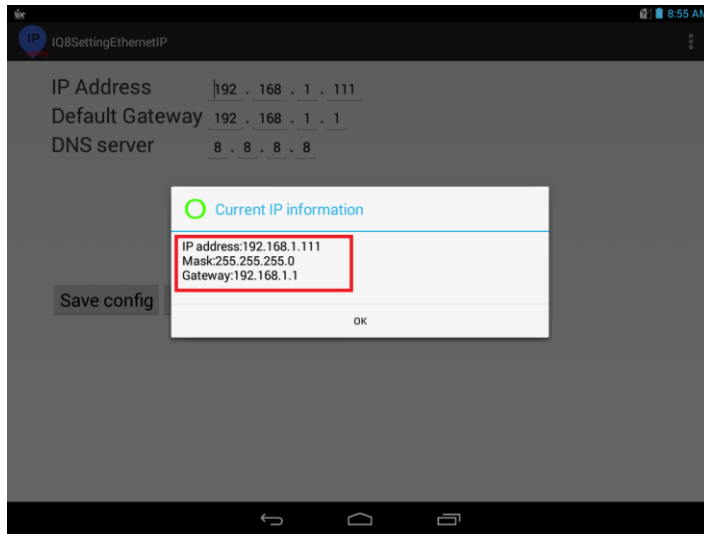 8:55 AM
IP
IQ8SettingEthernetIP
IP Address 192 . 168 . 1 . 111
Default Gateway 192 . 168 . 1 . 1
DNS server 8 . 8 . 8 . 8
Current IP information
IP address:192.168.1.111
Mask:255.255.255.0
Gateway:192.168.1.1
Save config
OK